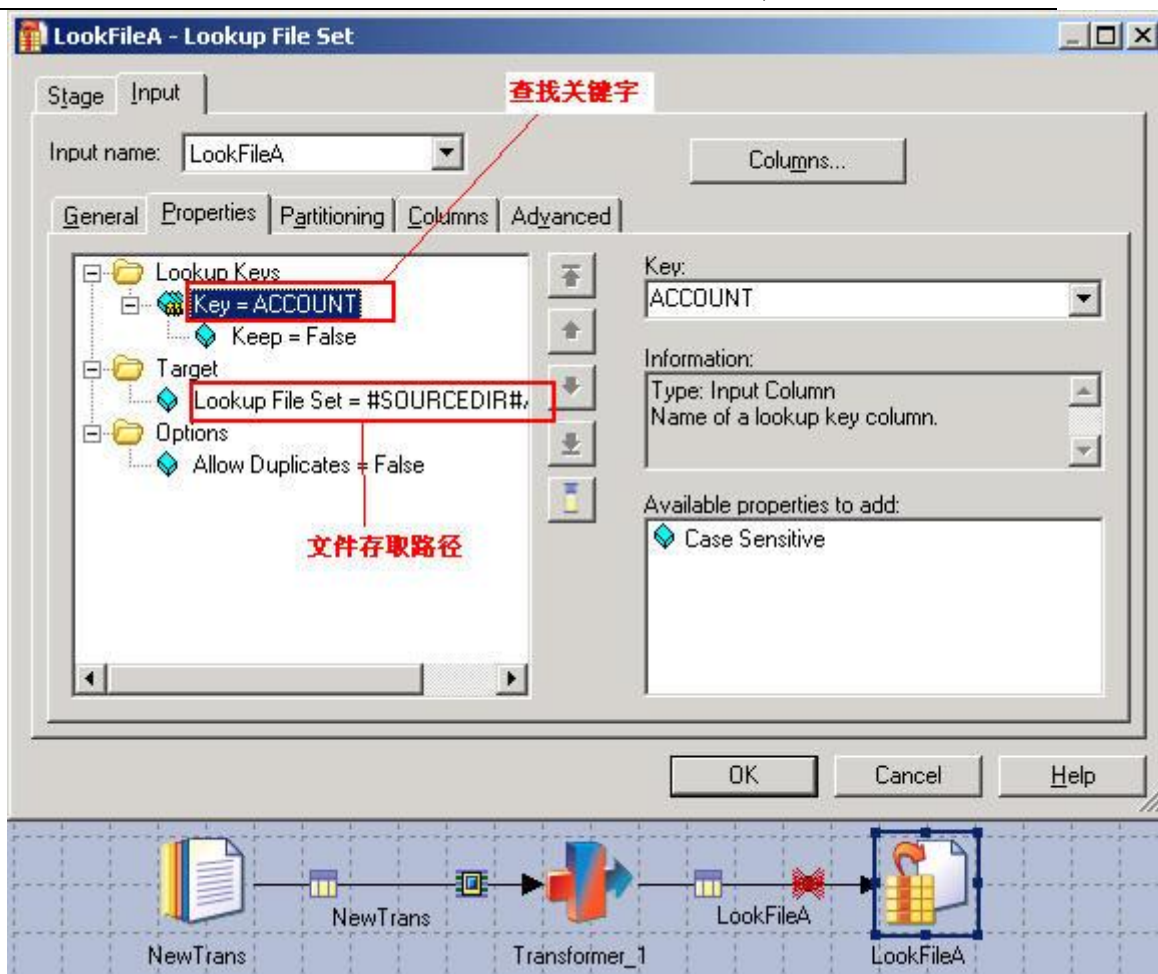 LookFileA - Lookup File Set
Stage
Input
查找关键字
Input name:
LookFileA
Columns...
General
Properties
Partitioning
Columns
Advanced
Lookup Keys
Key = ACCOUNT
Keep = False
Target
Lookup File Set = #SOURCEDIR#/
Options
Allow Duplicates = False
文件存取路径
Key:
ACCOUNT
Information:
Type: Input Column
Name of a lookup key column.
Available properties to add:
Case Sensitive
OK
Cancel
Help
NewTrans
LookFileA
NewTrans
Transformer_1
LookFileA